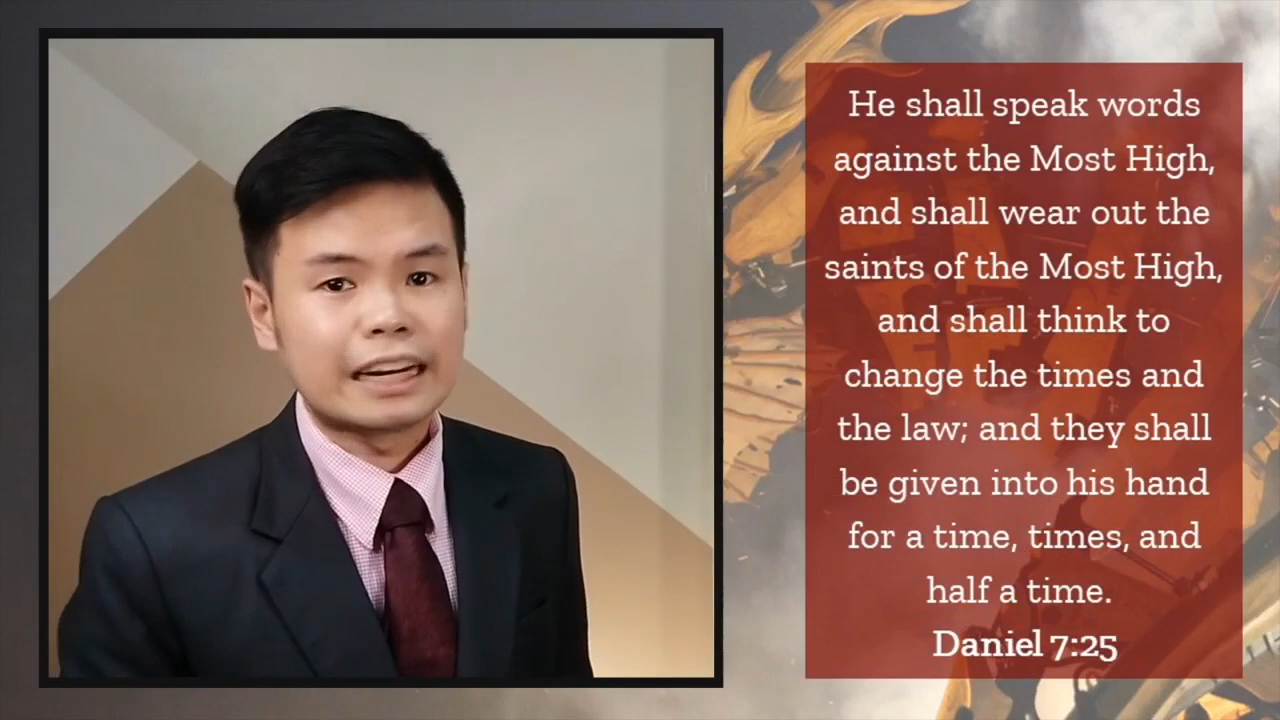 He shall speak words
against the Most High,
and shall wear out the
saints of the Most High,
and shall think to
change the times and
the law; and they shall
be given into his hand
for a time, times, and
half a time.
Daniel 7:25